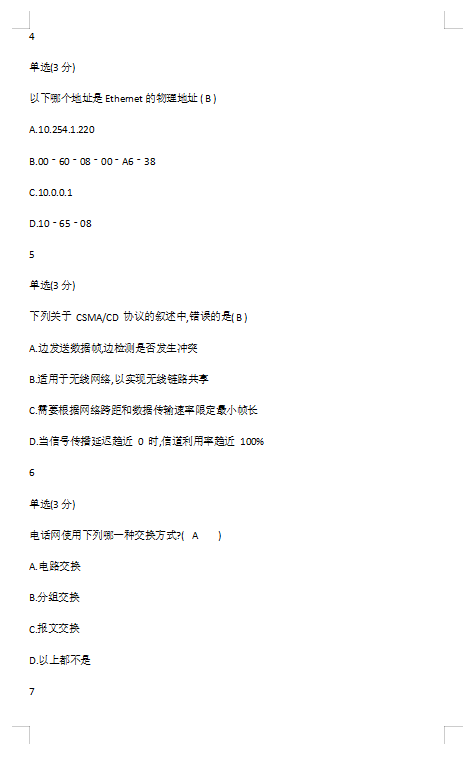 4
单选(3 分)
以下哪个地址是 Ethernet 的物理地址 ( B )
A.10.254.1.220
B.00－60－08－00－A6－38
C.10.0.0.1
D.10－65－08
5
单选(3 分)
下列关于 CSMA/CD 协议的叙述中,错误的是( B )
A.边发送数据帧,边检测是否发生冲突
B.适用于无线网络,以实现无线链路共享
C.需要根据网络跨距和数据传输速率限定最小帧长
D.当信号传播延迟趋近 0 时,信道利用率趋近 100%
6
单选(3 分)
电话网使用下列哪一种交换方式?( A )
A.电路交换
B.分组交换
C.报文交换
D.以上都不是
7